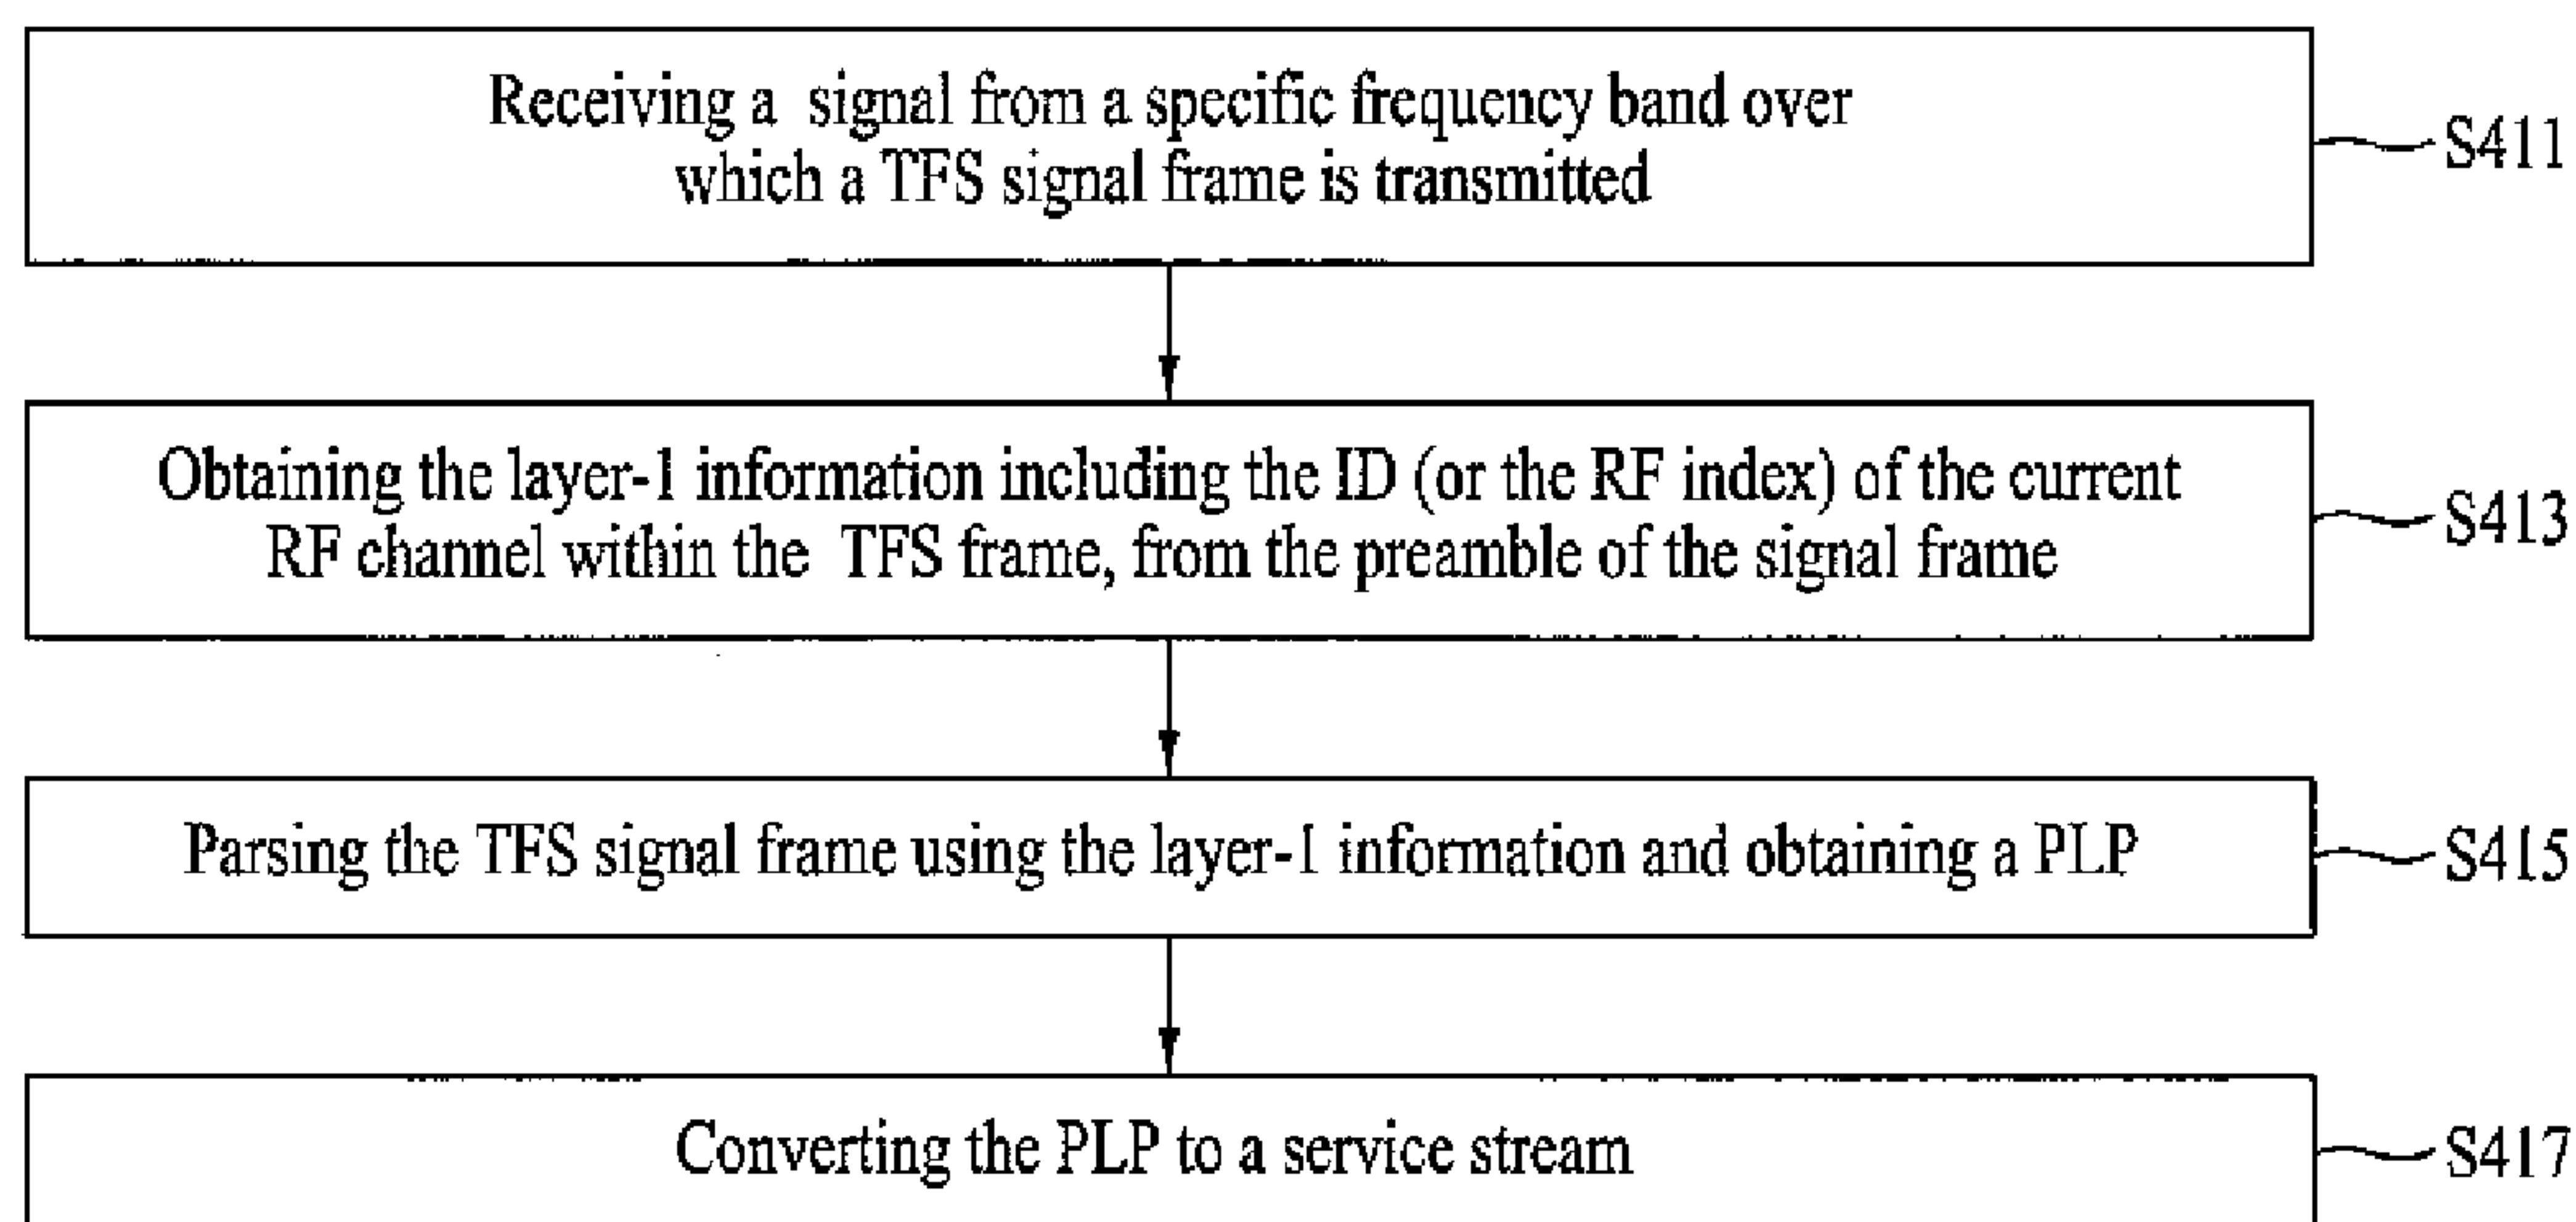 Receiving a signal from a specific frequency band over
which a TFS signal frame is transmitted
S411
Obtaining the layer-1 information including the ID (or the RF index) of the current
RF channel within the TFS frame, from the preamble of the signal frame
S413
Parsing the TFS signal frame using the layer-1 information and obtaining a PLP
S415
Converting the PLP to a service stream
S417